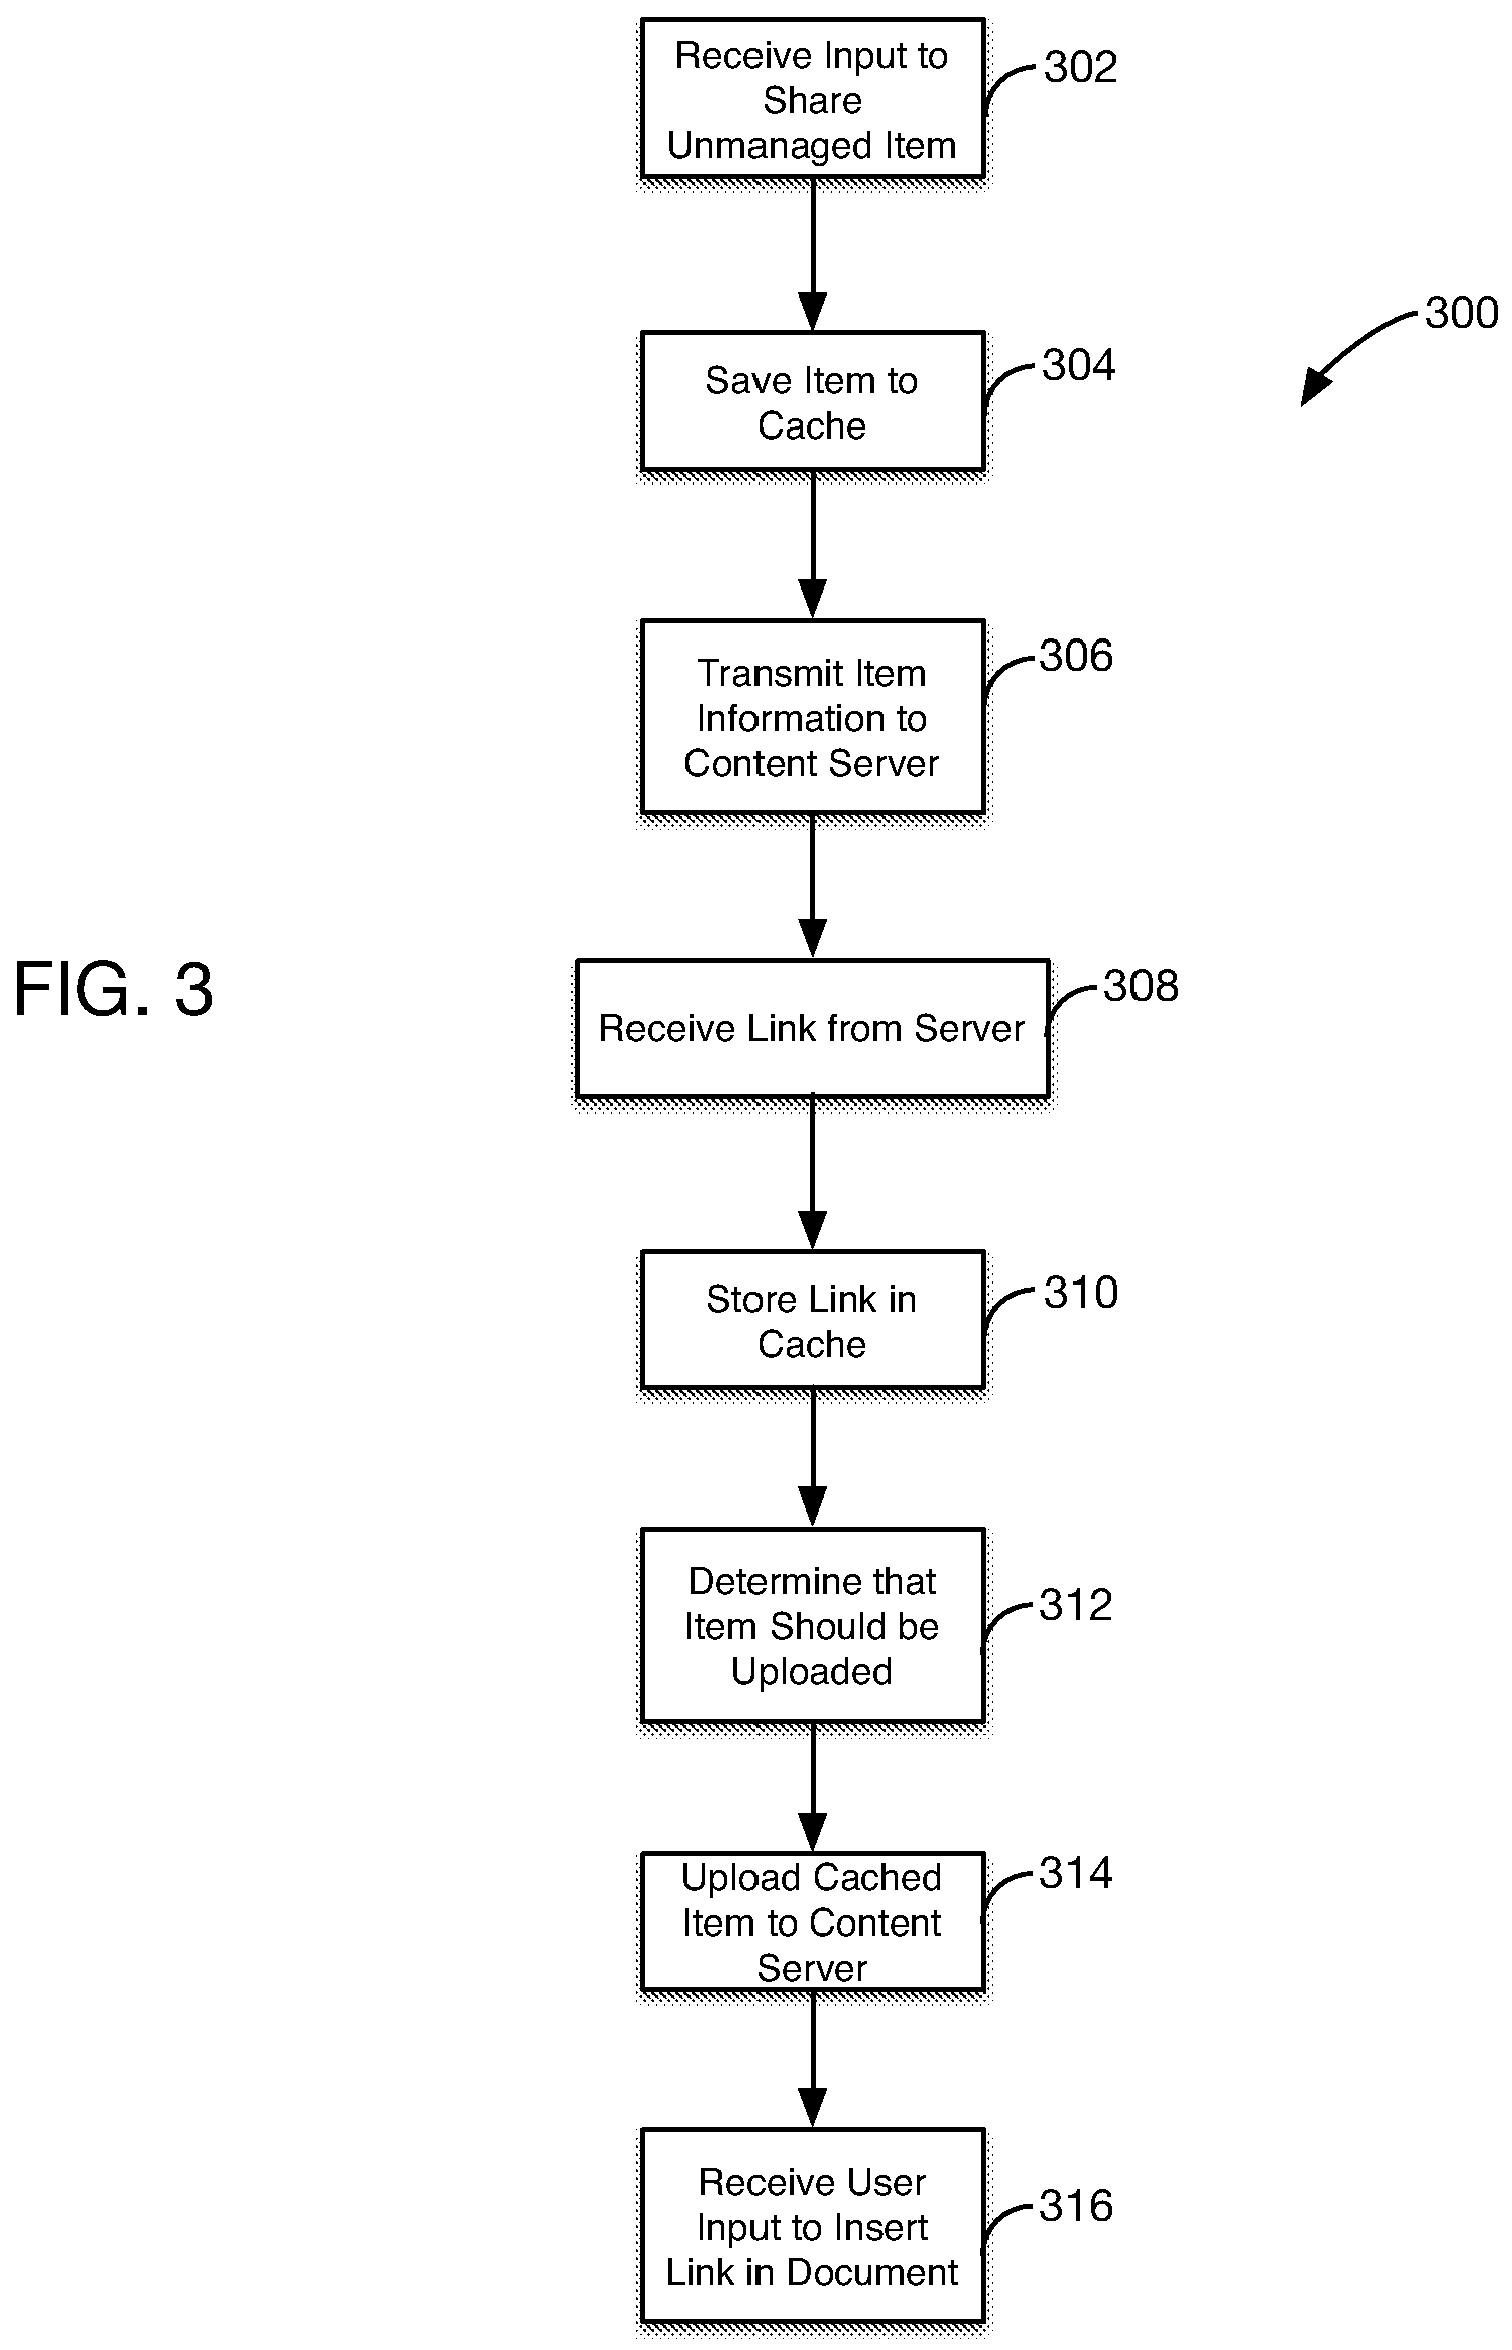 Receive Input to
Share
Unmanaged Item
302
300
Save Item to
Cache
304
Transmit Item
Information to
Content Server
306
FIG. 3
Receive Link from Server
308
Store Link in
Cache
310
Determine that
Item Should be
Uploaded
312
Upload Cached
Item to Content
Server
314
Receive User
Input to Insert
Link in Document
316